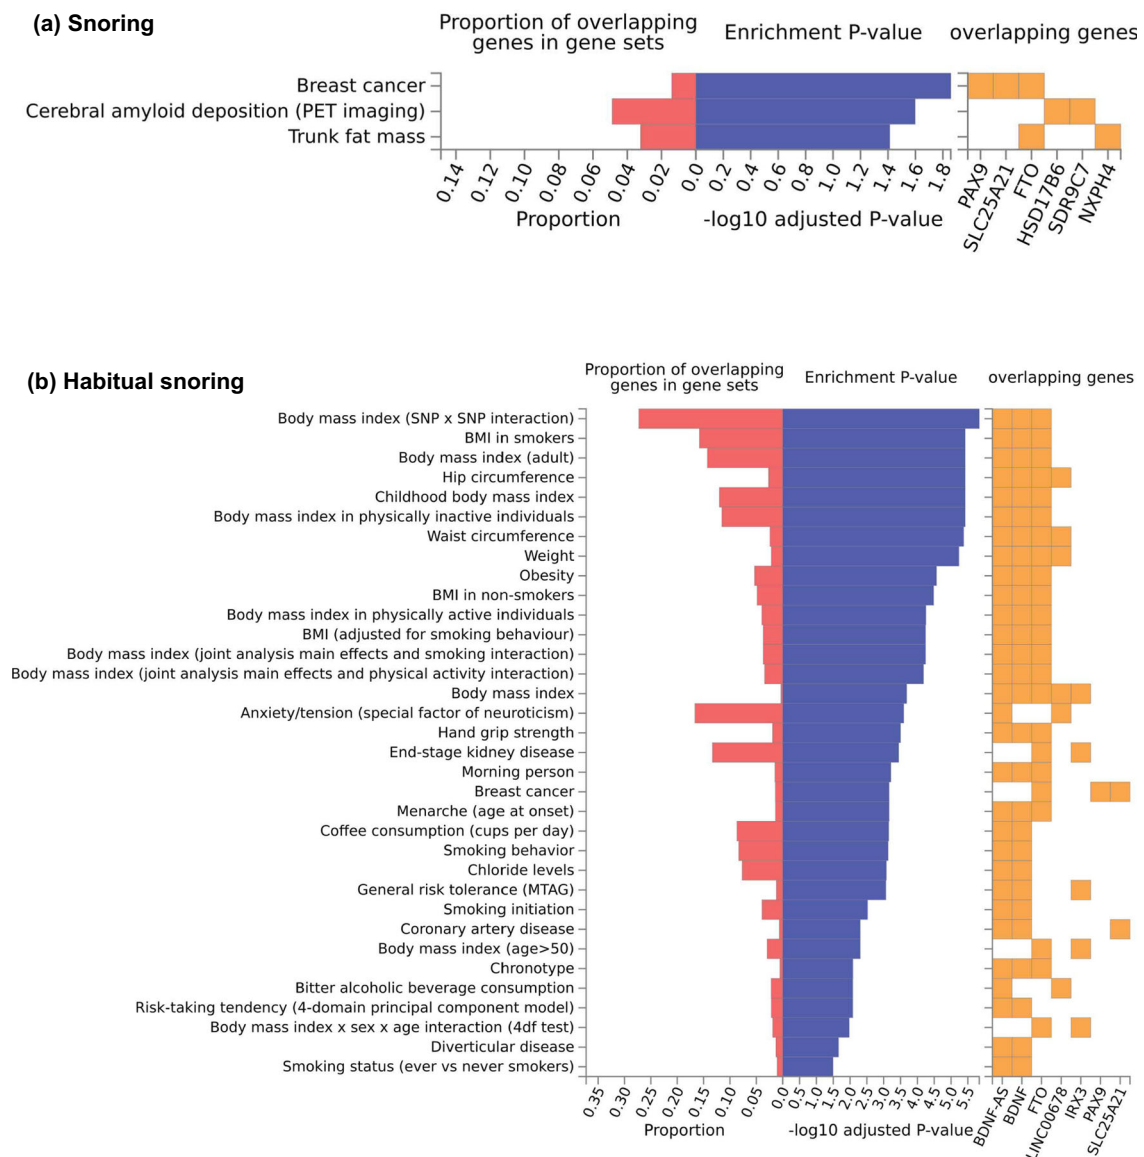 (a) Snoring
Proportion of overlapping
genes in gene sets
Enrichment P-value
overlapping genes
Breast cancer
Cerebral amyloid deposition (PET imaging)
Trunk fat mass
0.14
0.12
0.10
0.08
0.06
0.04
0.02
0.0
0.2
0.4
0.6
0.8
1.0
1.2
1.4
1.6
1.8
PAX9
SLC25A21
FTO
HSD17B6
SDR9C7
NXPH4
Proportion
-log10 adjusted P-value
(b) Habitual snoring
Proportion of overlapping
genes in gene sets
Enrichment P-value
overlapping genes
Body mass index (SNP x SNP interaction)
BMI in smokers
Body mass index (adult)
Hip circumference
Childhood body mass index
Body mass index in physically inactive individuals
Waist circumference
Weight
Obesity
BMI in non-smokers
Body mass index in physically active individuals
BMI (adjusted for smoking behaviour)
Body mass index (joint analysis main effects and smoking interaction)
Body mass index (joint analysis main effects and physical activity interaction)
Body mass index
Anxiety/tension (special factor of neuroticism)
Hand grip strength
End-stage kidney disease
Morning person
Breast cancer
Menarche (age at onset)
Coffee consumption (cups per day)
Smoking behavior
Chloride levels
General risk tolerance (MTAG)
Smoking initiation
Coronary artery disease
Body mass index (age>50)
Chronotype
Bitter alcoholic beverage consumption
Risk-taking tendency (4-domain principal component model)
Body mass index x sex x age interaction (4df test)
Diverticular disease
Smoking status (ever vs never smokers)
0.35
0.30
0.25
0.20
0.15
0.10
0.05
0.0
0.5
1.0
1.5
2.0
2.5
3.0
3.5
4.0
4.5
5.0
5.5
BDNF-AS
BDNF
FTO
LINC00678
IRX3
PAX9
SLC25A21
Proportion
-log10 adjusted P-value